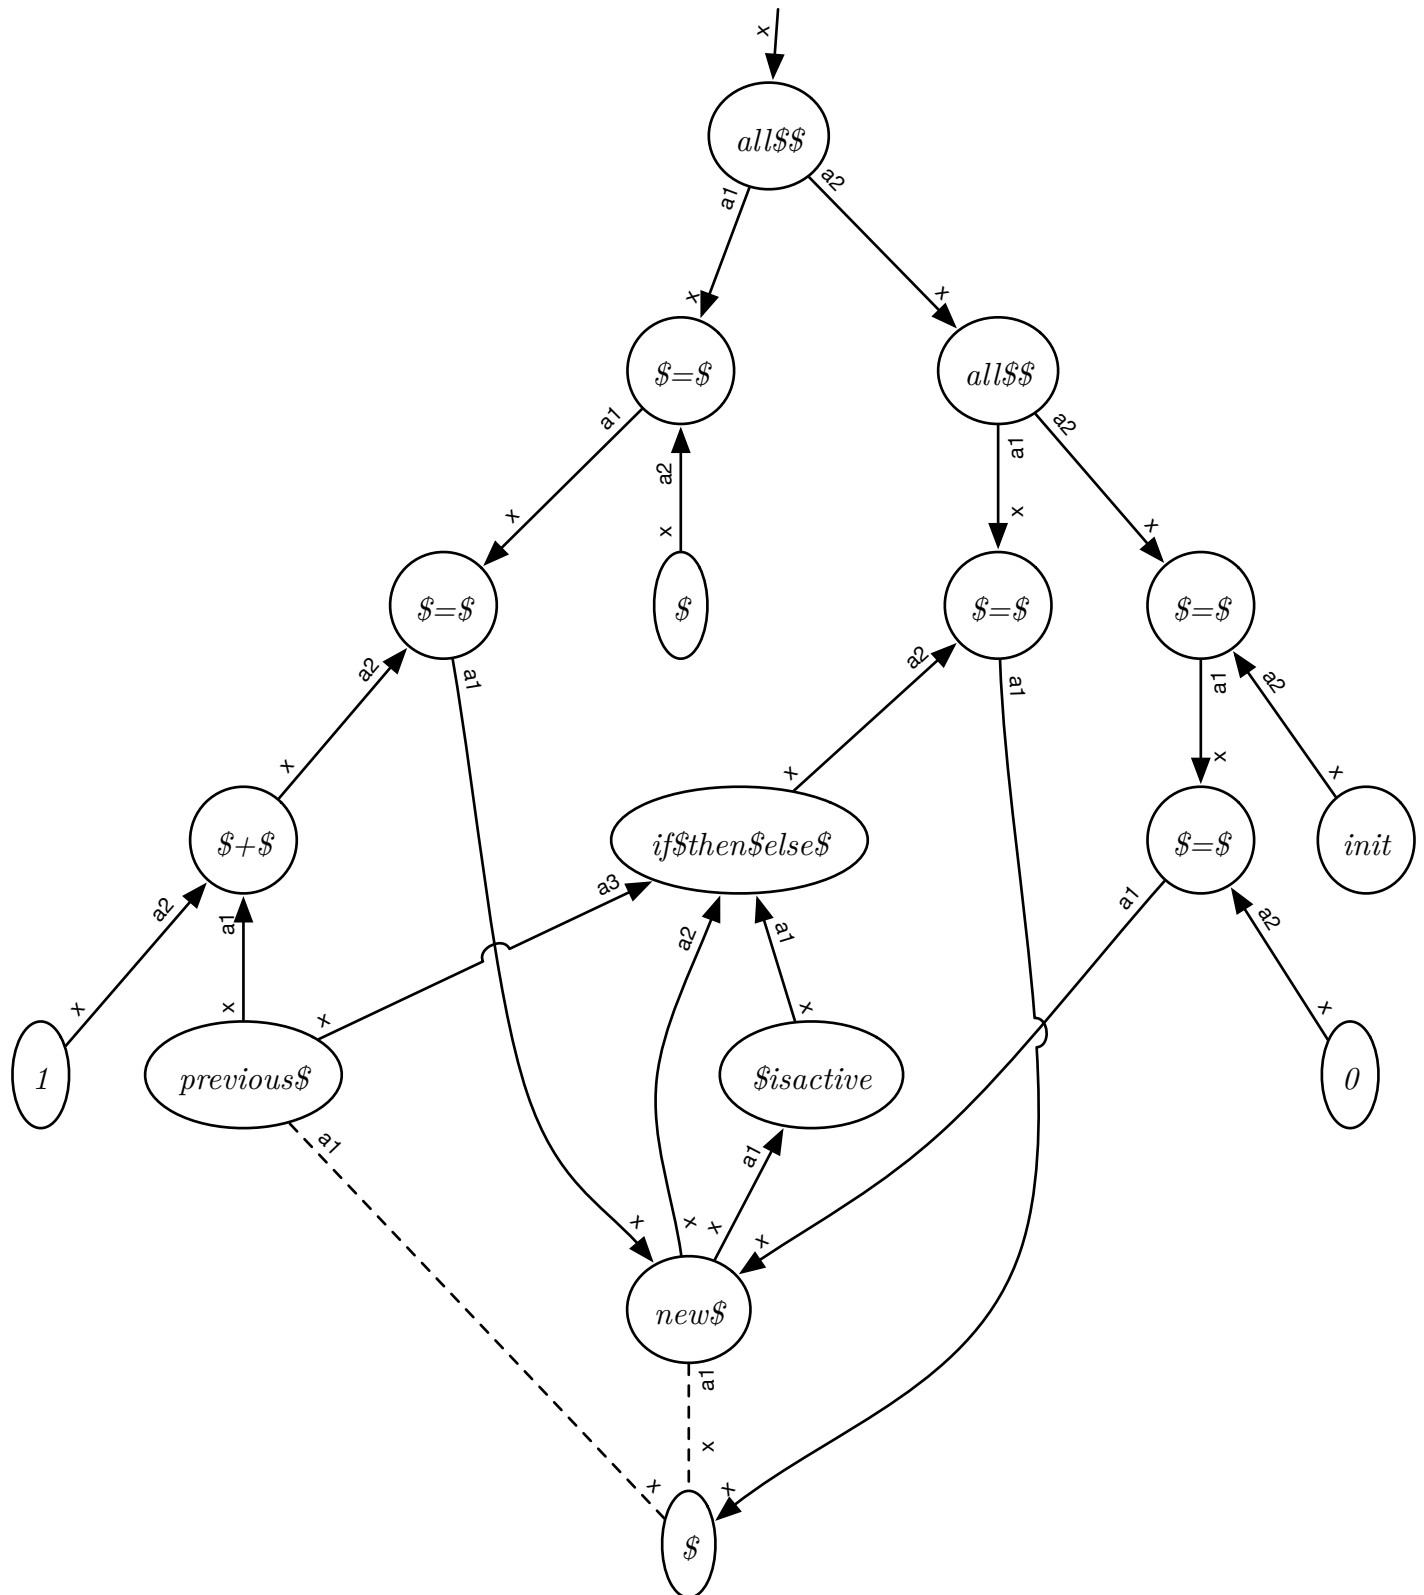 x
all$$
a1
a2
x
x
$=$
all$$
a1
a2
a1
a2
x
x
x
x
$=$
$
$=$
$=$
a2
a1
a2
a1
a1
a2
x
x
x
x
$+$
if$then$else$
$=$
init
a2
a1
a3
a2
a1
a1
a2
x
x
x
x
x
1
previous$
$isactive
0
a1
a1
x
x
x
x
new$
a1
x
x
x
$